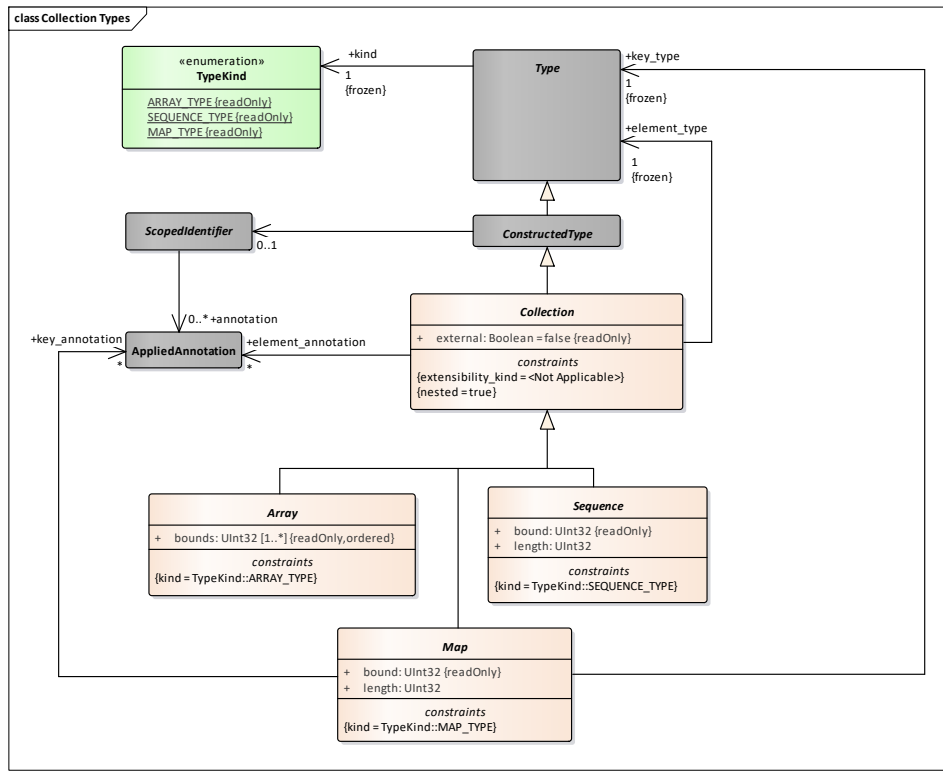 class Collection Types
«enumeration»
TypeKind
ARRAY_TYPE {readOnly}
SEQUENCE_TYPE {readOnly}
MAP_TYPE {readOnly}
+kind
1
{frozen}
Type
+key_type
1
{frozen}
+element_type
1
{frozen}
ScopedIdentifier
0..1
ConstructedType
0..* +annotation
+key_annotation
*
AppliedAnnotation
+element_annotation
*
Collection
+ external: Boolean = false {readOnly}
constraints
{extensibility_kind = <Not Applicable>}
{nested = true}
Array
+ bounds: UInt32 [1..*] {readOnly,ordered}
constraints
{kind = TypeKind::ARRAY_TYPE}
Sequence
+ bound: UInt32 {readOnly}
+ length: UInt32
constraints
{kind = TypeKind::SEQUENCE_TYPE}
Map
+ bound: UInt32 {readOnly}
+ length: UInt32
constraints
{kind = TypeKind::MAP_TYPE}